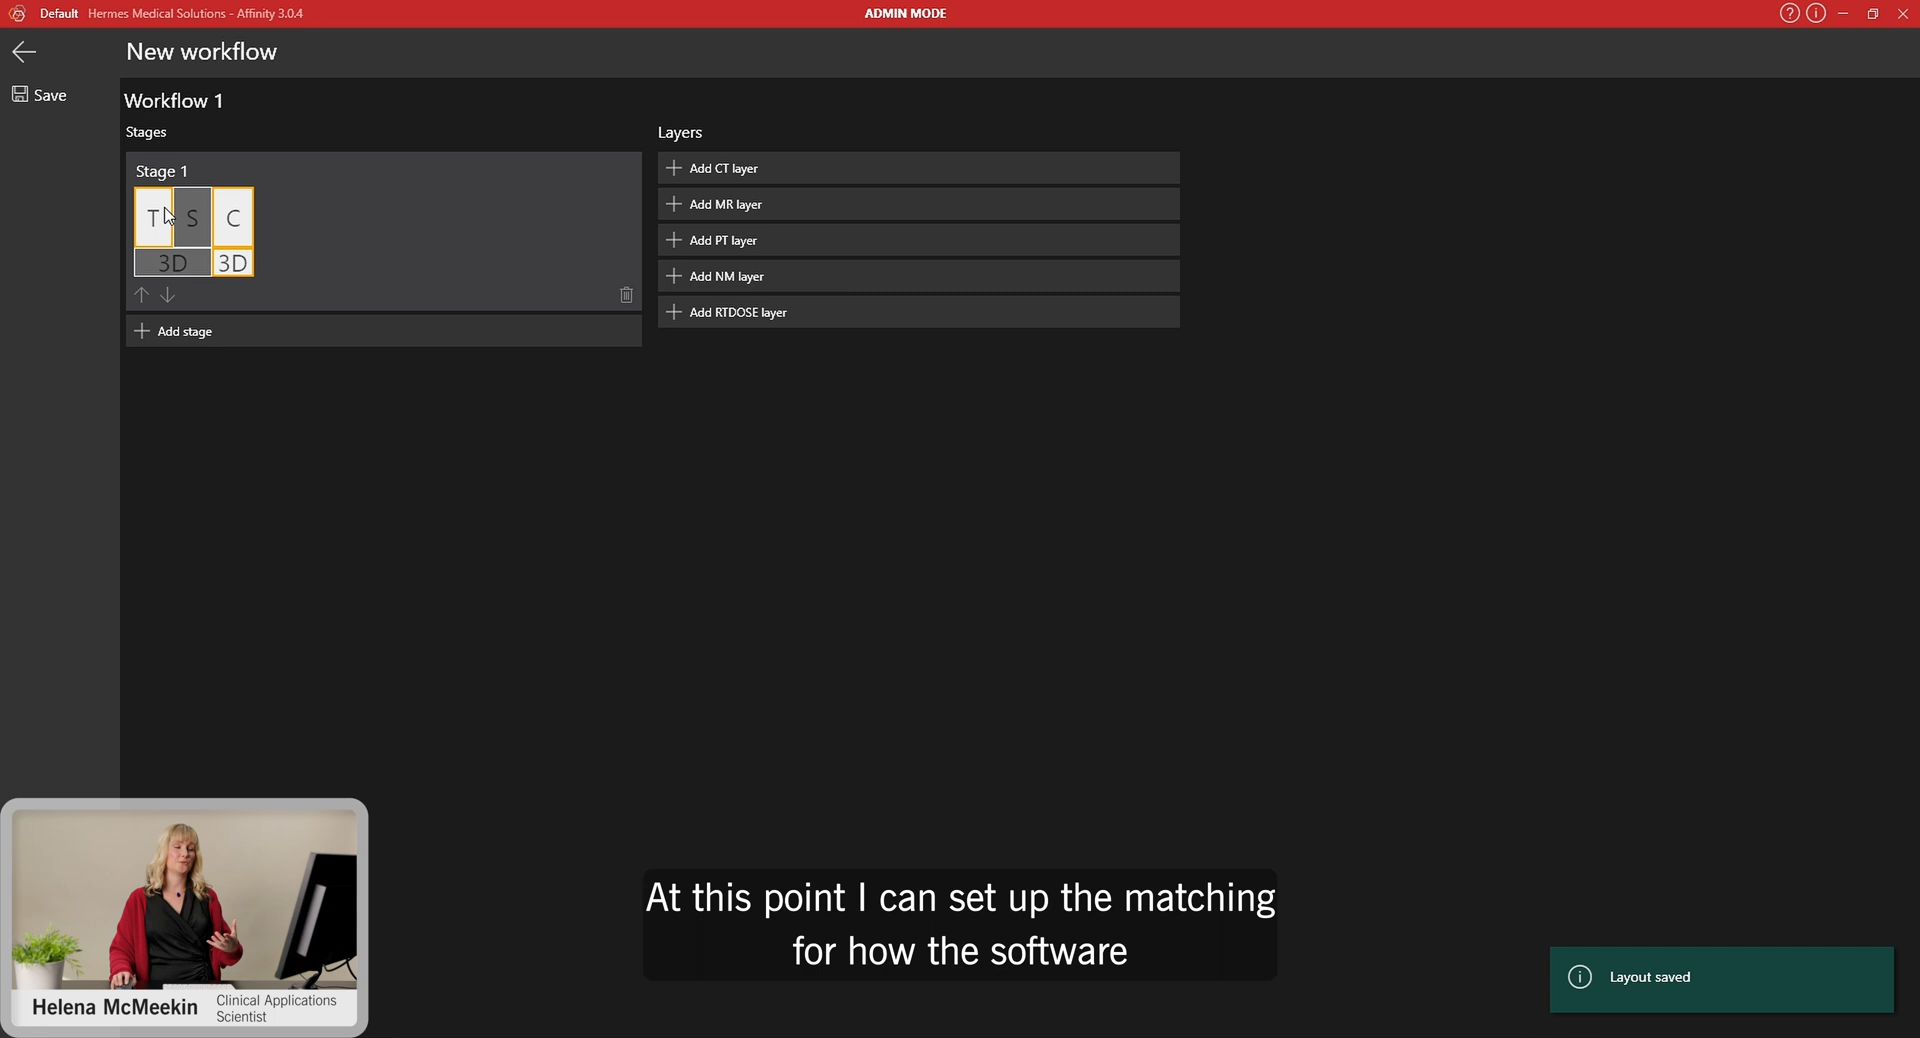 Default Hermes Medical Solutions - Affinity 3.0.4
ADMIN MODE
New workflow
Save
Workflow 1
Stages
Layers
Stage 1
T S C
3D 3D
Add stage
Add CT layer
Add MR layer
Add PT layer
Add NM layer
Add RTDOSE layer
At this point I can set up the matching
for how the software
Helena McMeekin
Clinical Applications
Scientist
Layout saved